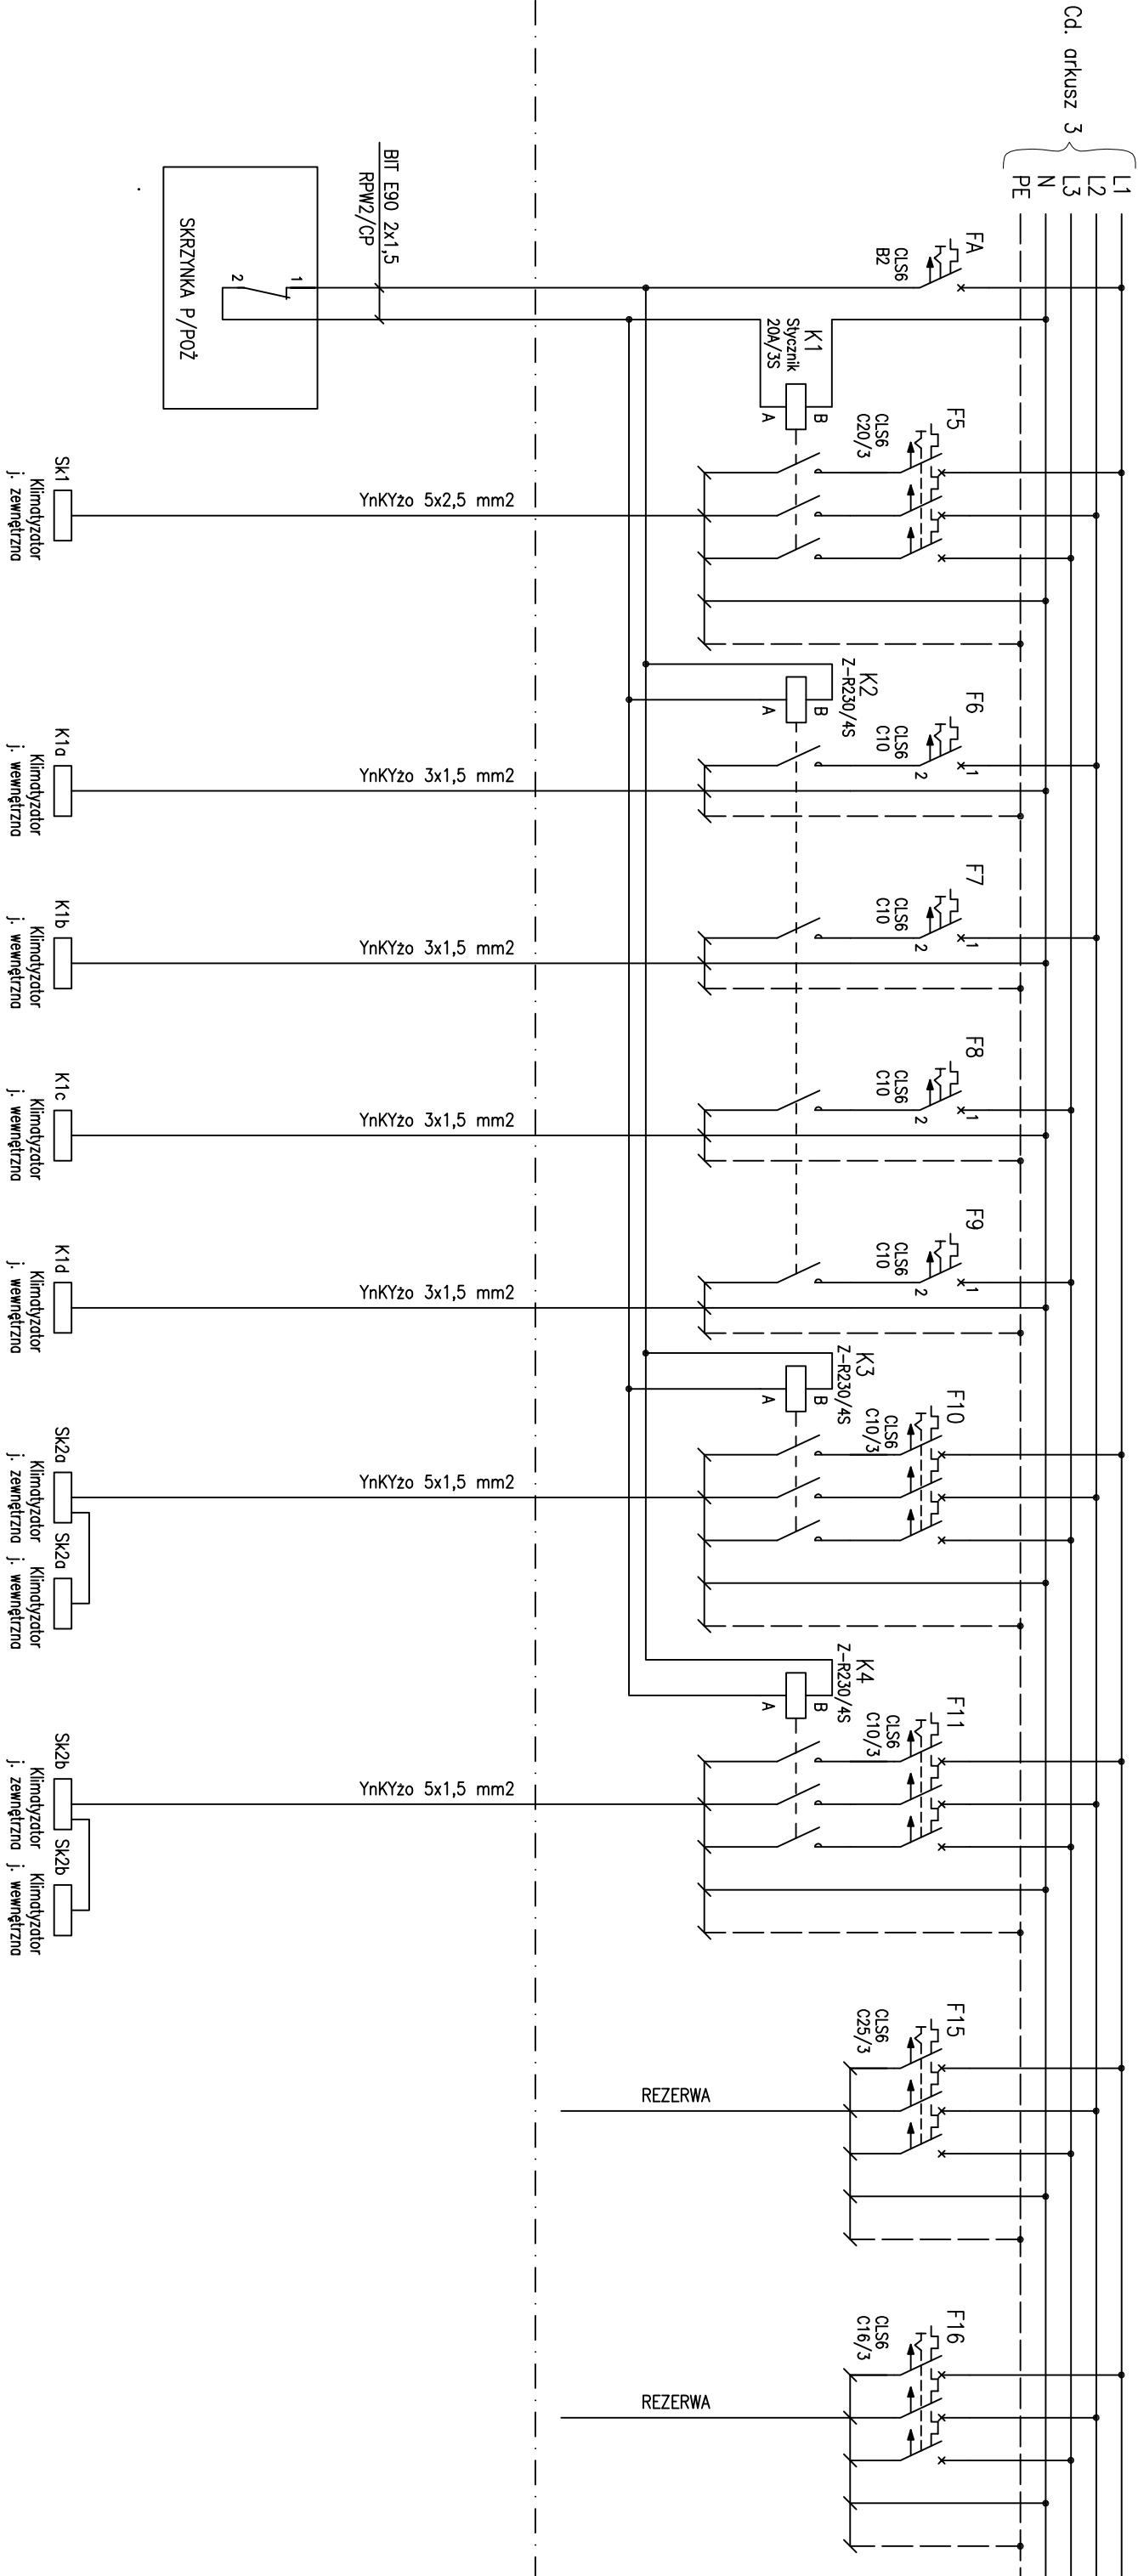 Cd. arkusz 3
L1
L2
L3
N
PE
FA
CLS6
B2
K1
Stycznik
20A/3S
B
A
BIT E90 2x1,5
RPW2/CP
1
2
SKRZYNKA P/POŻ
F5
CLS6
C20/3
YnKYżo 5x2,5 mm2
Sk1
Klimatyzator
j. zewnętrzna
K2
Z-R230/4S
B
A
F6
CLS6
C10
1
2
YnKYżo 3x1,5 mm2
K1a
Klimatyzator
j. wewnętrzna
F7
CLS6
C10
1
2
YnKYżo 3x1,5 mm2
K1b
Klimatyzator
j. wewnętrzna
F8
CLS6
C10
1
2
YnKYżo 3x1,5 mm2
K1c
Klimatyzator
j. wewnętrzna
F9
CLS6
C10
1
2
YnKYżo 3x1,5 mm2
K1d
Klimatyzator
j. wewnętrzna
K3
Z-R230/4S
B
A
F10
CLS6
C10/3
YnKYżo 5x1,5 mm2
Sk2a
Klimatyzator
j. zewnętrzna
Sk2a
Klimatyzator
j. wewnętrzna
K4
Z-R230/4S
B
A
F11
CLS6
C10/3
YnKYżo 5x1,5 mm2
Sk2b
Klimatyzator
j. zewnętrzna
Sk2b
Klimatyzator
j. wewnętrzna
F15
CLS6
C25/3
REZERWA
F16
CLS6
C16/3
REZERWA